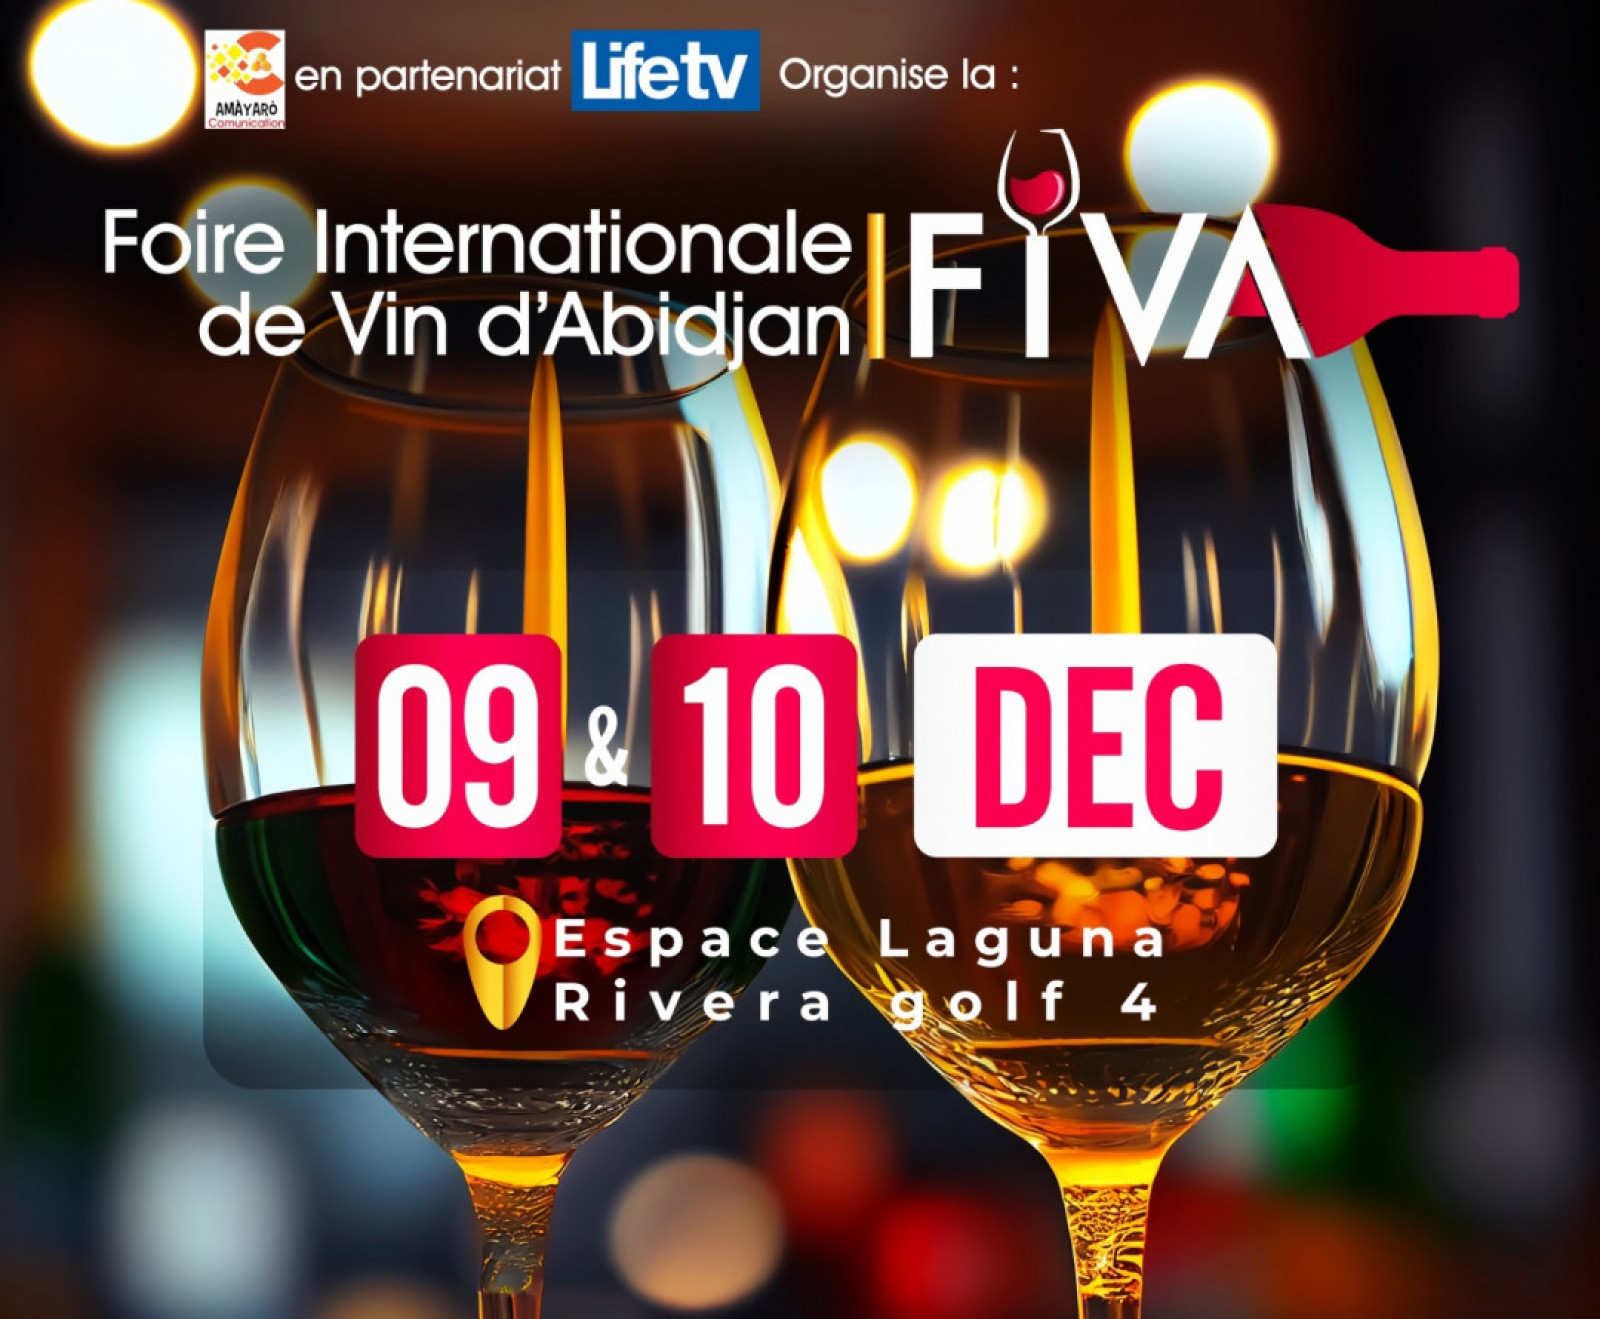 AMÀYARÒ
Comunication
en partenariat Lifetv Organise la :
Foire Internationale
de Vin d'Abidjan
FiVA
09 & 10 DEC
Espace Laguna
Rivera golf 4